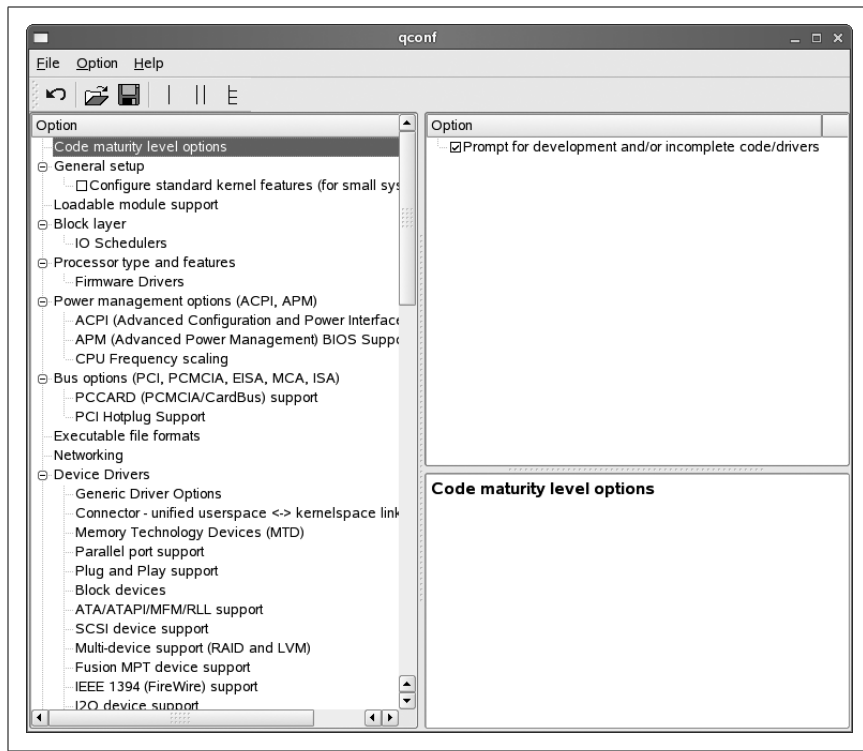 qconf
File Option Help
Option
Code maturity level options
General setup
Configure standard kernel features (for small sys
Loadable module support
Block layer
IO Schedulers
Processor type and features
Firmware Drivers
Power management options (ACPI, APM)
ACPI (Advanced Configuration and Power Interface
APM (Advanced Power Management) BIOS Suppo
CPU Frequency scaling
Bus options (PCI, PCMCIA, EISA, MCA, ISA)
PCCARD (PCMCIA/CardBus) support
PCI Hotplug Support
Executable file formats
Networking
Device Drivers
Generic Driver Options
Connector - unified userspace <-> kernelspace link
Memory Technology Devices (MTD)
Parallel port support
Plug and Play support
Block devices
ATA/ATAPI/MFM/RLL support
SCSI device support
Multi-device support (RAID and LVM)
Fusion MPT device support
IEEE 1394 (FireWire) support
I2O device support
Option
Prompt for development and/or incomplete code/drivers
Code maturity level options